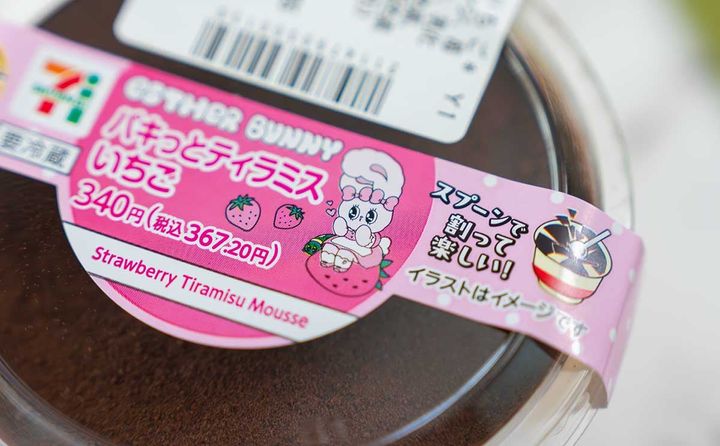 ESTHER BUNNY
パキっとティラミス
いちご
340円(税込367.20円)
Strawberry Tiramisu Mousse
要冷蔵
スプーンで
割って
楽しい!
イラストはイメージです